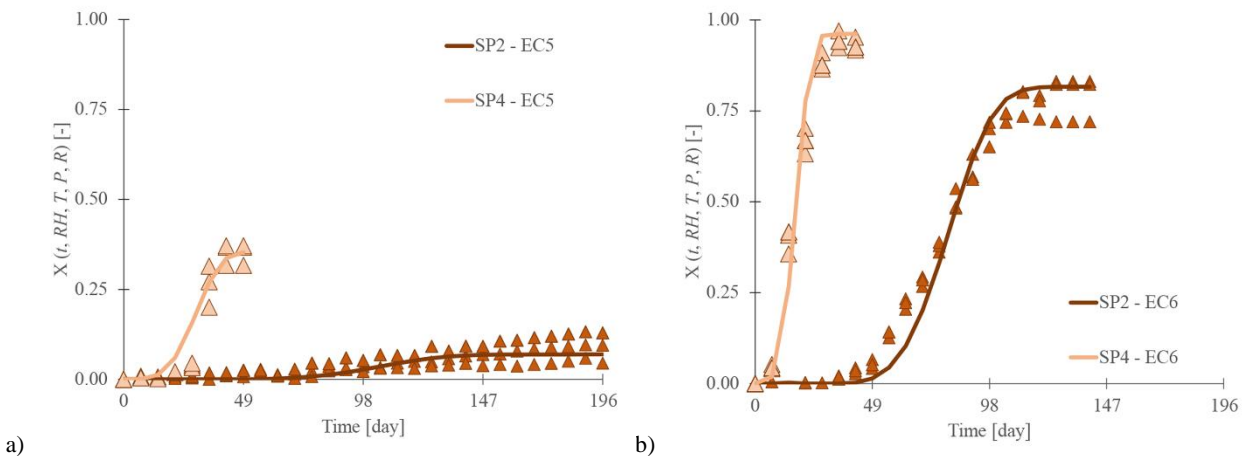 1.00
0.75
0.50
0.25
0.00
X (t, RH, T, P, R) [-]
SP2 - EC5
SP4 - EC5
0
49
98
147
196
Time [day]
a)
1.00
0.75
0.50
0.25
0.00
X (t, RH, T, P, R) [-]
SP2 - EC6
SP4 - EC6
0
49
98
147
196
Time [day]
b)